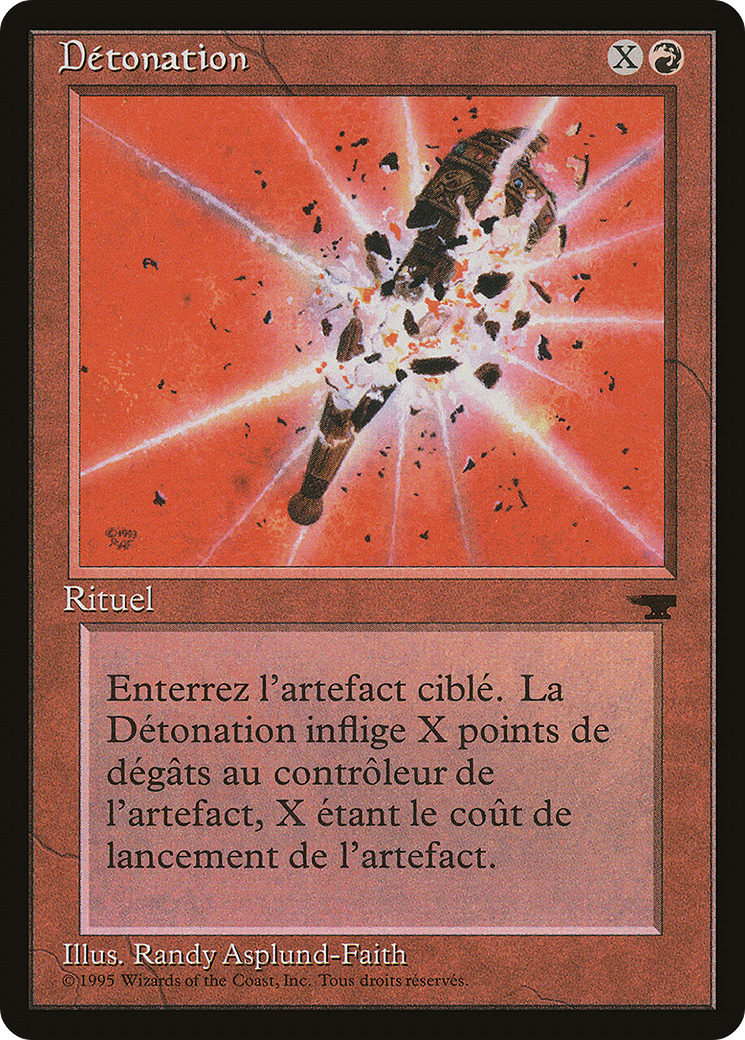 Détonation
X
©1993
Rituel
Enterrez l'artefact ciblé. La
Détonation inflige X points de
dégâts au contrôleur de
l'artefact, X étant le coût de
lancement de l'artefact.
Illus. Randy Asplund-Faith
©1995 Wizards of the Coast, Inc. Tous droits réservés.